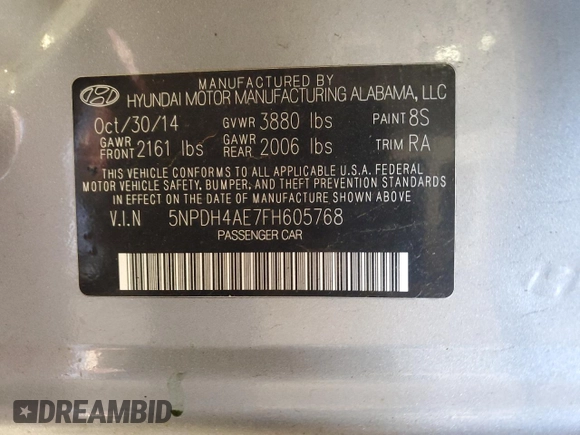 MANUFACTURED BY
HYUNDAI MOTOR MANUFACTURING ALABAMA, LLC
Oct/30/14 GVWR 3880 lbs PAINT 8S
GAWR FRONT 2161 lbs GAWR REAR 2006 lbs TRIM RA
THIS VEHICLE CONFORMS TO ALL APPLICABLE U.S.A. FEDERAL
MOTOR VEHICLE SAFETY, BUMPER, AND THEFT PREVENTION STANDARDS
IN EFFECT ON THE DATE OF MANUFACTURE SHOWN ABOVE
V.I.N 5NPDH4AE7FH605768
PASSENGER CAR
DREAMBID